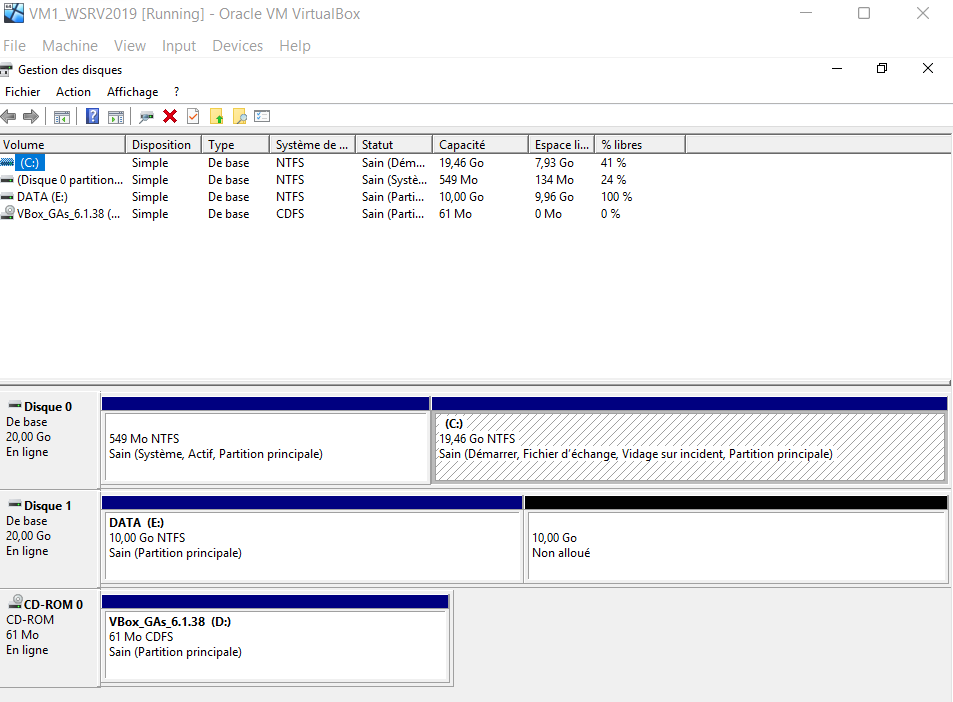 VM1_WSRV2019 [Running] - Oracle VM VirtualBox
File Machine View Input Devices Help
Gestion des disques
Fichier Action Affichage ?
Volume Disposition Type Système de ... Statut Capacité Espace li... % libres
(C:) Simple De base NTFS Sain (Dém... 19,46 Go 7,93 Go 41 %
(Disque 0 partition... Simple De base NTFS Sain (Systè... 549 Mo 134 Mo 24 %
DATA (E:) Simple De base NTFS Sain (Parti... 10,00 Go 9,96 Go 100 %
VBox_GAs_6.1.38 (... Simple De base CDFS Sain (Parti... 61 Mo 0 Mo 0 %
Disque 0
De base
20,00 Go
En ligne
549 Mo NTFS
Sain (Système, Actif, Partition principale)
(C:)
19,46 Go NTFS
Sain (Démarrer, Fichier d'échange, Vidage sur incident, Partition principale)
Disque 1
De base
20,00 Go
En ligne
DATA (E:)
10,00 Go NTFS
Sain (Partition principale)
10,00 Go
Non alloué
CD-ROM 0
CD-ROM
61 Mo
En ligne
VBox_GAs_6.1.38 (D:)
61 Mo CDFS
Sain (Partition principale)